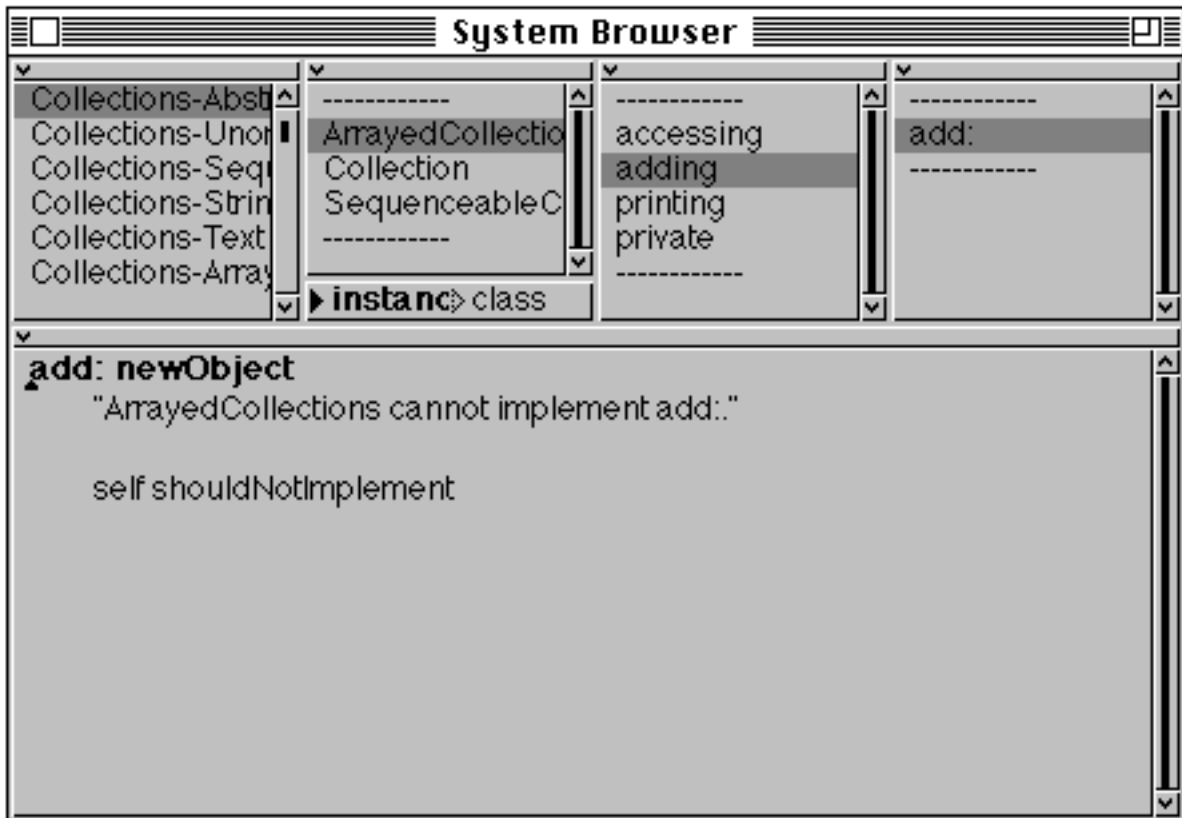 System Browser
Collections-Abst
Collections-Unor
Collections-Sequ
Collections-Strin
Collections-Text
Collections-Array
------------
ArrayedCollectio
Collection
SequenceableC
------------
instanc class
------------
accessing
adding
printing
private
------------
------------
add:
------------
add: newObject
"ArrayedCollections cannot implement add:."
self shouldNotImplement